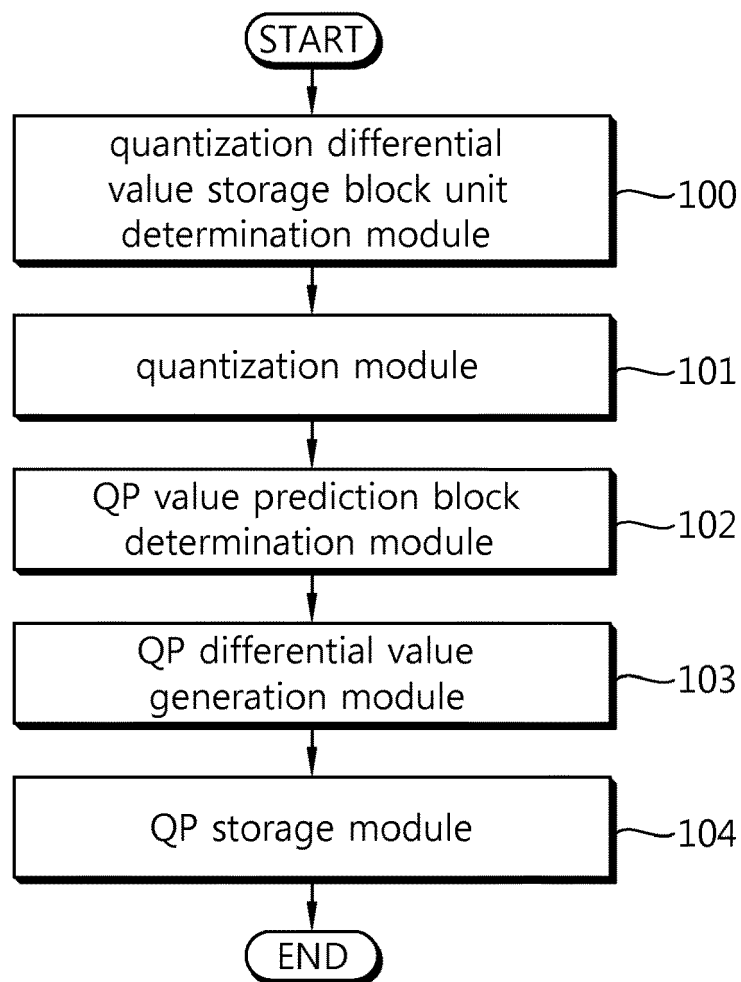 START
quantization differential
value storage block unit
determination module
100
quantization module
101
QP value prediction block
determination module
102
QP differential value
generation module
103
QP storage module
104
END